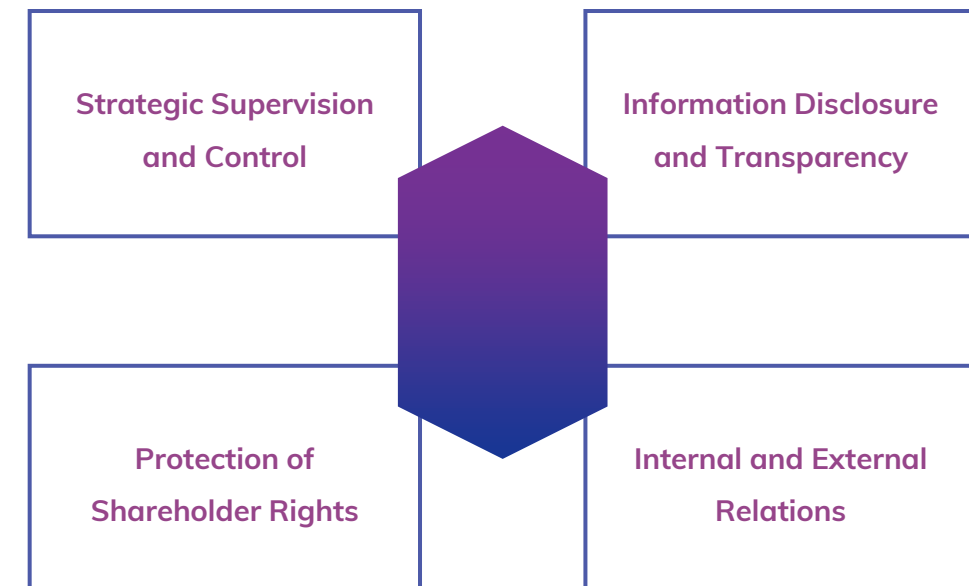 Strategic Supervision
and Control
Information Disclosure
and Transparency
Protection of
Shareholder Rights
Internal and External
Relations